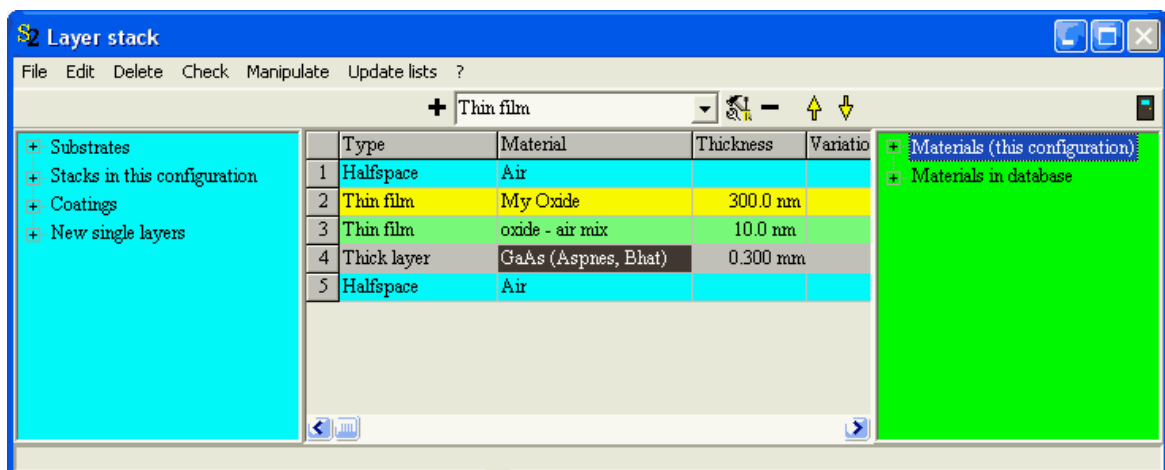 S2 Layer stack
File Edit Delete Check Manipulate Update lists ?
Thin film
+ Substrates
+ Stacks in this configuration
+ Coatings
+ New single layers
Type Material Thickness Variatio
1 Halfspace Air
2 Thin film My Oxide 300.0 nm
3 Thin film oxide - air mix 10.0 nm
4 Thick layer GaAs (Aspnes, Bhat) 0.300 mm
5 Halfspace Air
+ Materials (this configuration)
+ Materials in database